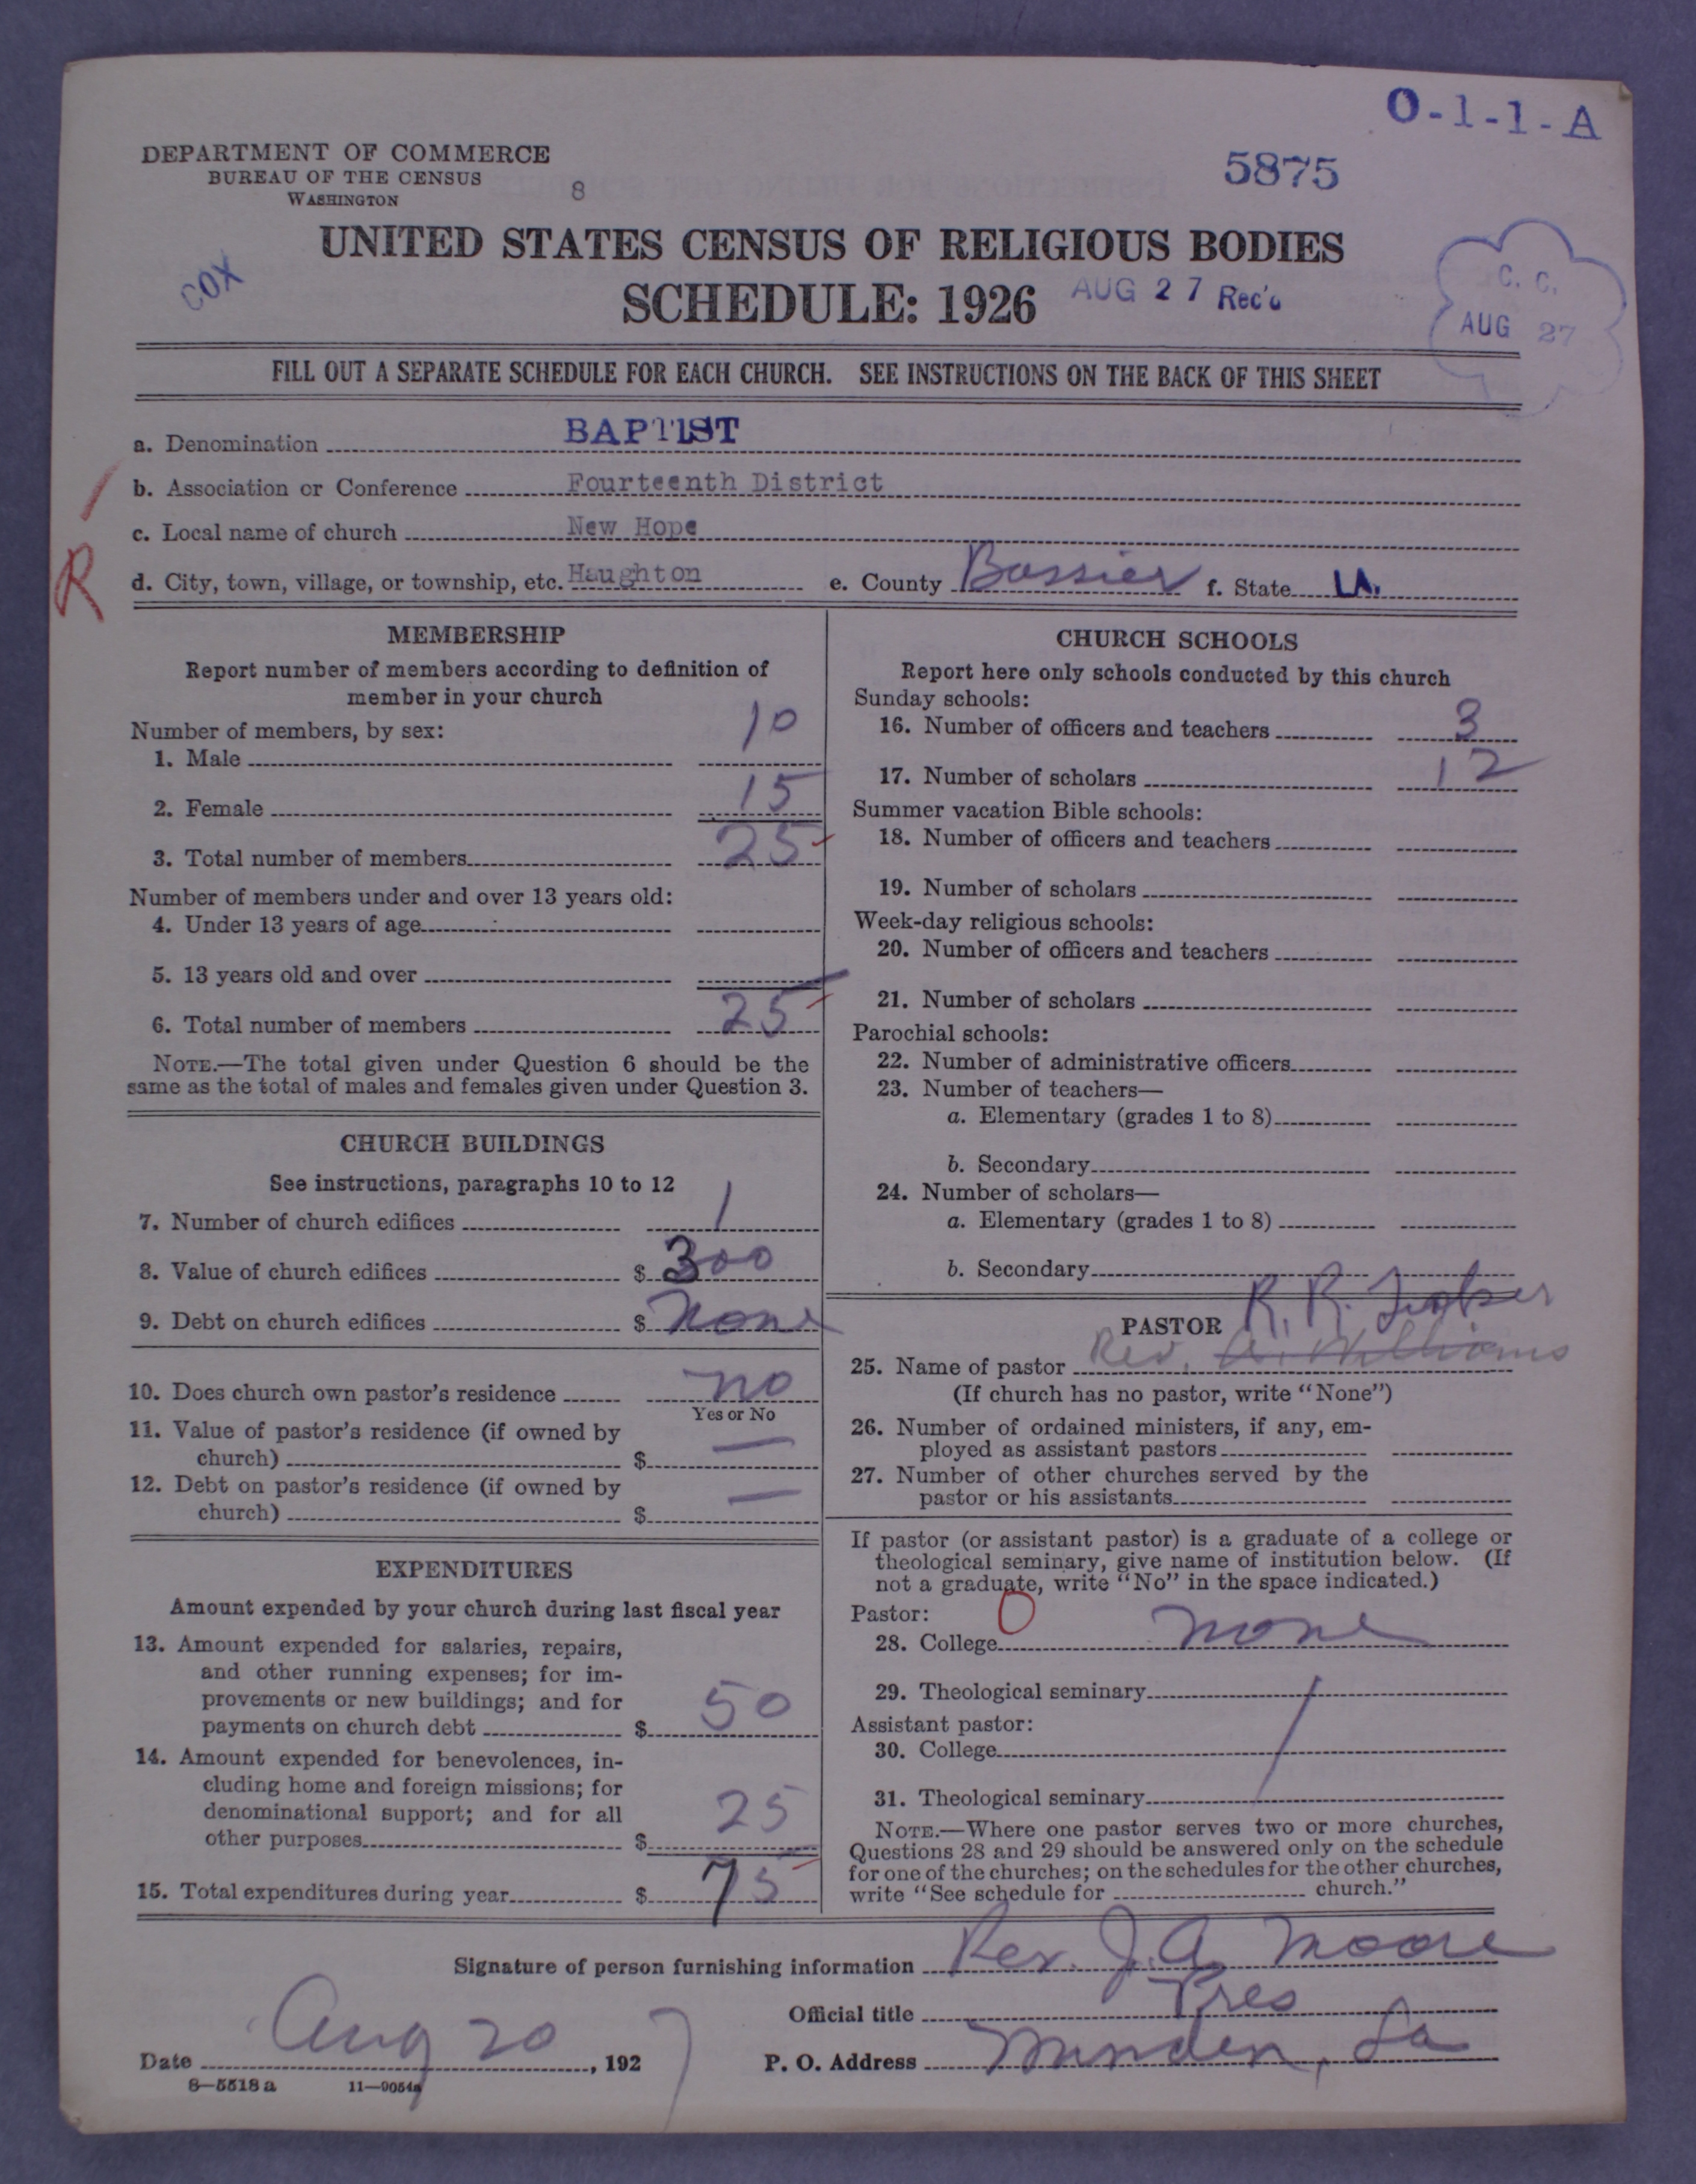 O-1-1-A
DEPARTMENT OF COMMERCE
BUREAU OF THE CENSUS
WASHINGTON
8
5875
UNITED STATES CENSUS OF RELIGIOUS BODIES
COX
SCHEDULE: 1926
AUG 27 Rec'd
C. C.
AUG 27
FILL OUT A SEPARATE SCHEDULE FOR EACH CHURCH. SEE INSTRUCTIONS ON THE BACK OF THIS SHEET
a. Denomination BAPTIST
b. Association or Conference Fourteenth District
c. Local name of church New Hope
R
d. City, town, village, or township, etc. Haughton e. County Bossier f. State LA.
MEMBERSHIP
Report number of members according to definition of
member in your church
Number of members, by sex:
1. Male 10
2. Female 15
3. Total number of members 25
Number of members under and over 13 years old:
4. Under 13 years of age
5. 13 years old and over
6. Total number of members 25
NOTE.—The total given under Question 6 should be the
same as the total of males and females given under Question 3.
CHURCH BUILDINGS
See instructions, paragraphs 10 to 12
7. Number of church edifices 1
8. Value of church edifices $ 300
9. Debt on church edifices $ None
10. Does church own pastor's residence no
Yes or No
11. Value of pastor's residence (if owned by
church) $ —
12. Debt on pastor's residence (if owned by
church) $ —
EXPENDITURES
Amount expended by your church during last fiscal year
13. Amount expended for salaries, repairs,
and other running expenses; for im-
provements or new buildings; and for
payments on church debt $ 50
14. Amount expended for benevolences, in-
cluding home and foreign missions; for
denominational support; and for all
other purposes $ 25
15. Total expenditures during year $ 75
CHURCH SCHOOLS
Report here only schools conducted by this church
Sunday schools:
16. Number of officers and teachers 3
17. Number of scholars 12
Summer vacation Bible schools:
18. Number of officers and teachers
19. Number of scholars
Week-day religious schools:
20. Number of officers and teachers
21. Number of scholars
Parochial schools:
22. Number of administrative officers
23. Number of teachers—
a. Elementary (grades 1 to 8)
b. Secondary
24. Number of scholars—
a. Elementary (grades 1 to 8)
b. Secondary
PASTOR R. R.
25. Name of pastor Rev. A. Williams
(If church has no pastor, write "None")
26. Number of ordained ministers, if any, em-
ployed as assistant pastors
27. Number of other churches served by the
pastor or his assistants
If pastor (or assistant pastor) is a graduate of a college or
theological seminary, give name of institution below. (If
not a graduate, write "No" in the space indicated.)
Pastor: 0
28. College none
29. Theological seminary
Assistant pastor:
30. College
31. Theological seminary
NOTE.—Where one pastor serves two or more churches,
Questions 28 and 29 should be answered only on the schedule
for one of the churches; on the schedules for the other churches,
write "See schedule for church."
Signature of person furnishing information Rev. J. A. Moore
Official title Pres
Date Aug 20, 1927 P. O. Address Minden, La
8—5518 a 11—9054a